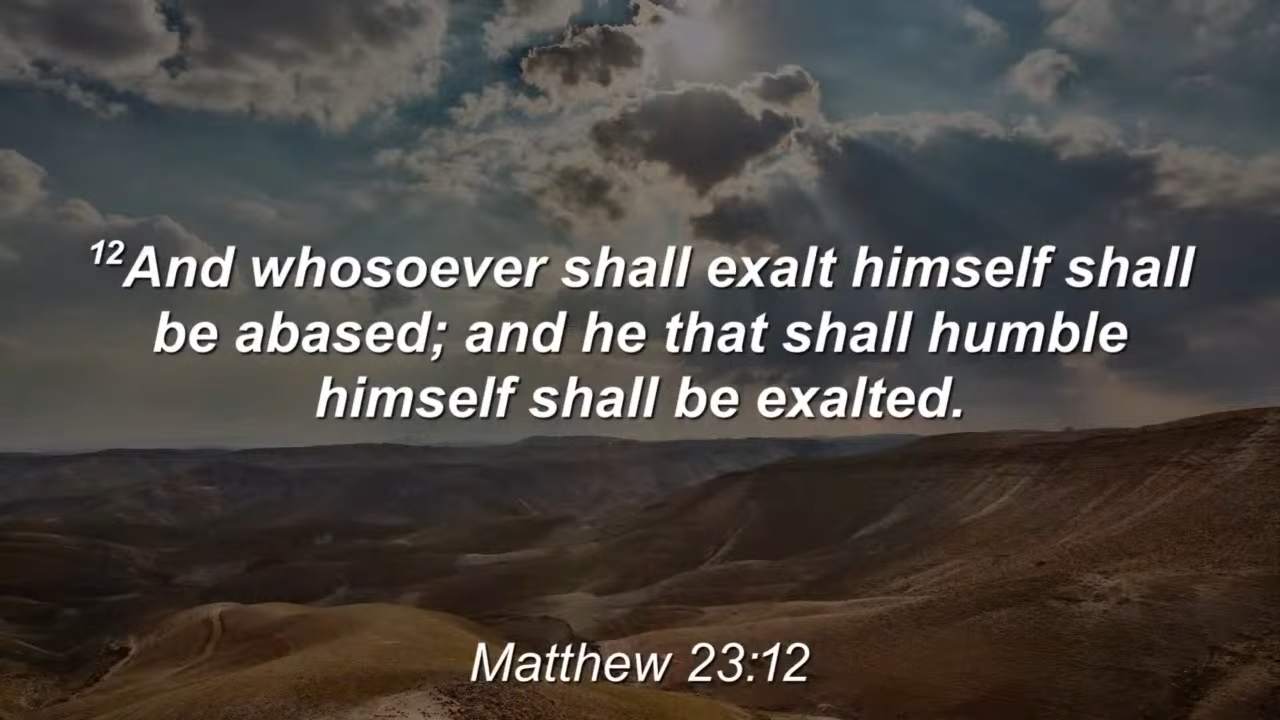 12And whosoever shall exalt himself shall
be abased; and he that shall humble
himself shall be exalted.
Matthew 23:12